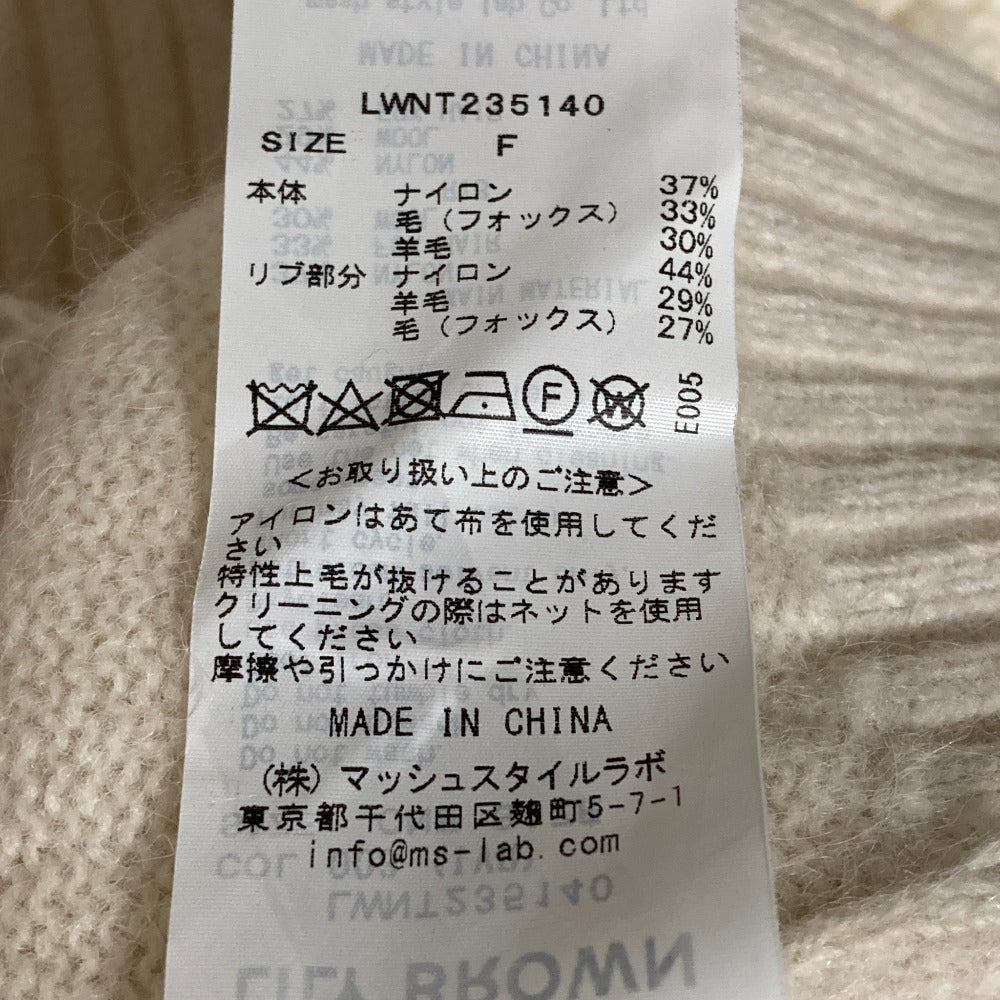 LWNT235140
SIZE F
本体 ナイロン 37%
毛(フォックス) 33%
羊毛 30%
リブ部分 ナイロン 44%
羊毛 29%
毛(フォックス) 27%
F W E005
<お取り扱い上のご注意>
アイロンはあて布を使用してくだ
さい
特性上毛が抜けることがあります
クリーニングの際はネットを使用
してください
摩擦や引っかけにご注意ください
MADE IN CHINA
(株)マッシュスタイルラボ
東京都千代田区麹町5-7-1
info@ms-lab.com